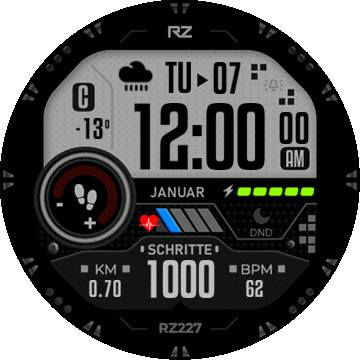 RZ
TU ▸ 07
C
-13°
12:00 00
AM
JANUAR
- +
DND
SCHRITTE
1000
KM
0.70
BPM
62
RZ227